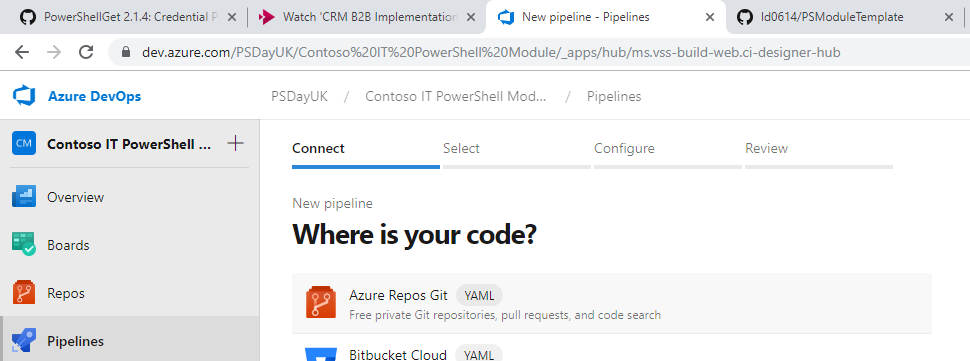 PowerShellGet 2.1.4: Credential P
Watch 'CRM B2B Implementation
New pipeline - Pipelines
ld0614/PSModuleTemplate
dev.azure.com/PSDayUK/Contoso%20IT%20PowerShell%20Module/_apps/hub/ms.vss-build-web.ci-designer-hub
Azure DevOps
PSDayUK / Contoso IT PowerShell Mod... / Pipelines
CM Contoso IT PowerShell ...
Connect Select Configure Review
Overview
New pipeline
Where is your code?
Boards
Repos
Azure Repos Git YAML
Free private Git repositories, pull requests, and code search
Pipelines
Bitbucket Cloud YAML